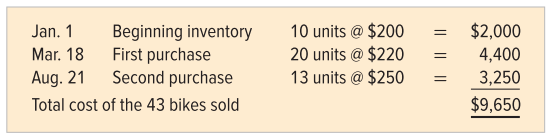 Jan. 1 Beginning inventory 10 units @ $200 = $2,000
Mar. 18 First purchase 20 units @ $220 = 4,400
Aug. 21 Second purchase 13 units @ $250 = 3,250
Total cost of the 43 bikes sold $9,650